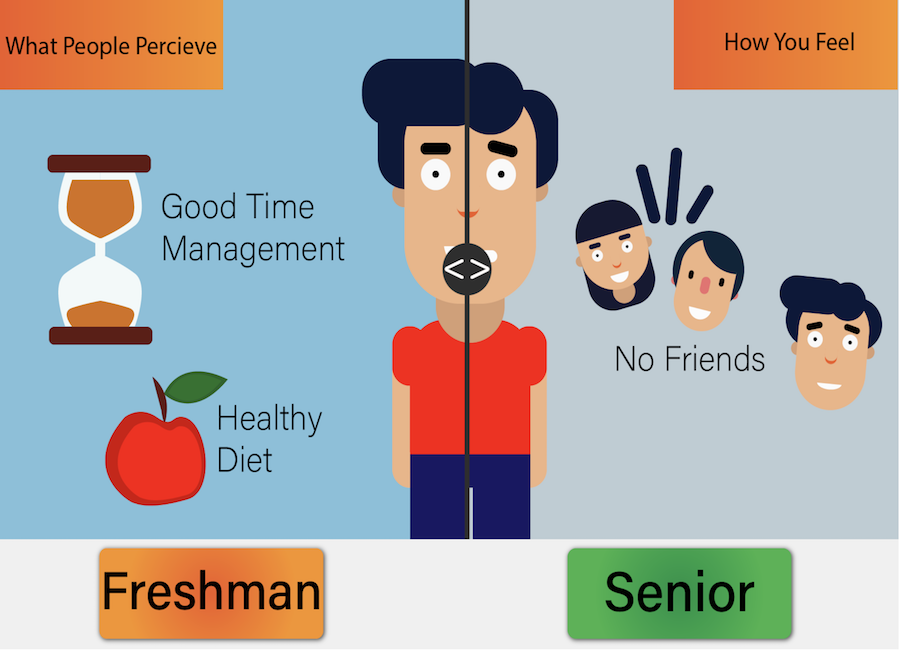 What People Percieve
How You Feel
Good Time
Management
Healthy
Diet
< >
No Friends
Freshman
Senior